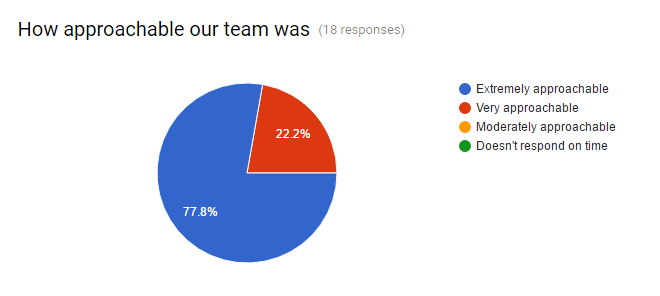 How approachable our team was (18 responses)
Extremely approachable
Very approachable
Moderately approachable
Doesn't respond on time
22.2%
77.8%